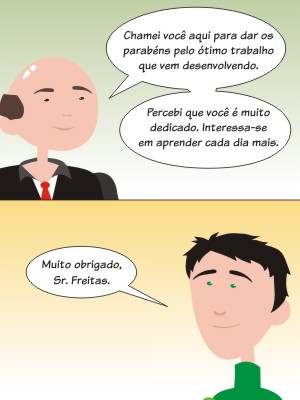 Chamei você aqui para dar os
parabéns pelo ótimo trabalho
que vem desenvolvendo.
Percebi que você é muito
dedicado. Interessa-se
em aprender cada dia mais.
Muito obrigado,
Sr. Freitas.